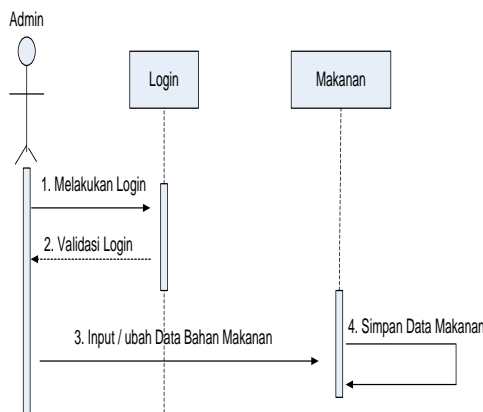 Admin
Login
Makanan
1. Melakukan Login
2. Validasi Login
3. Input / ubah Data Bahan Makanan
4. Simpan Data Makanan